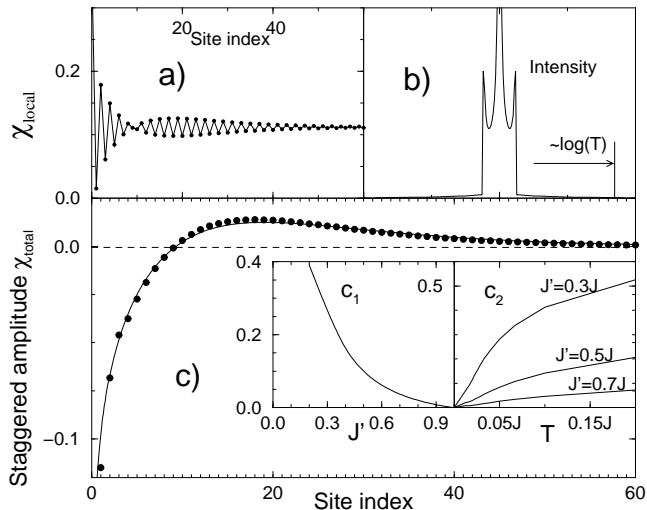 20 40
Site index
a)
b)
Intensity
~log(T)
0.2
0.0
χlocal
0.0
−0.1
Staggered amplitude χtotal
c)
0.4
0.2
0.0
c1
0.5
c2
J'=0.3J
J'=0.5J
J'=0.7J
0.0 0.3 0.6 0.9
J'
0.05J 0.15J
T
0 20 40 60
Site index